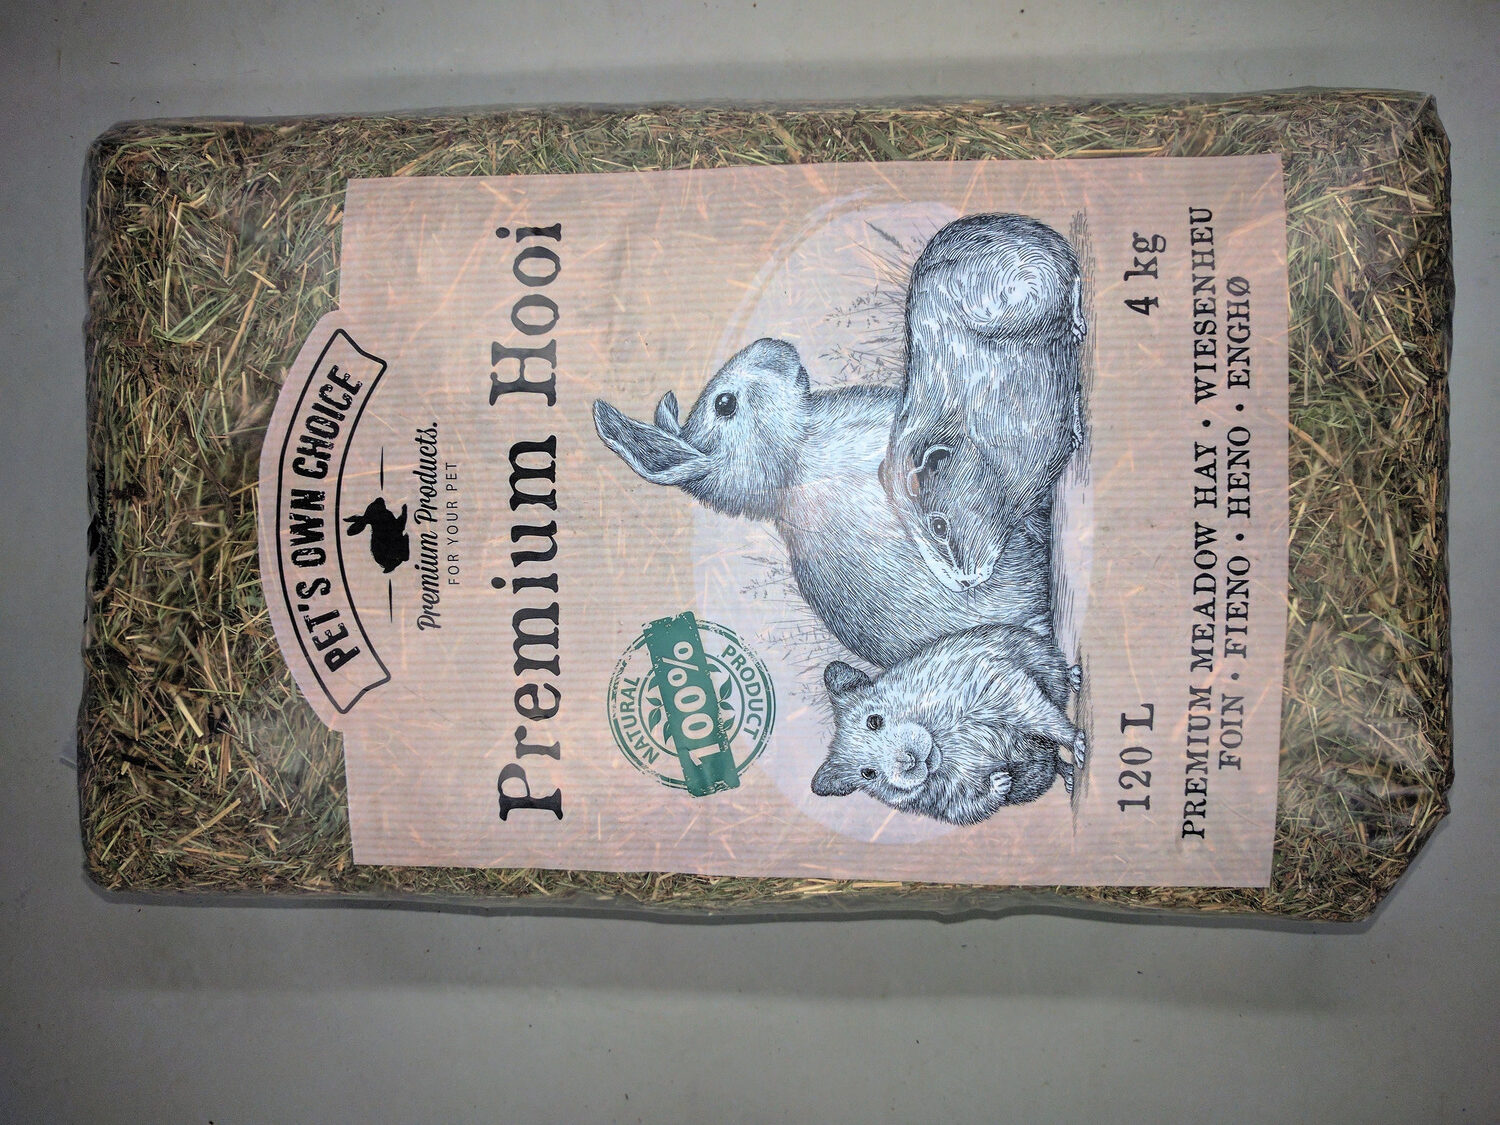 PET'S OWN CHOICE
Premium Products.
FOR YOUR PET
Premium Hooi
NATURAL
100%
PRODUCT
120 L
4 kg
PREMIUM MEADOW HAY • WIESENHEU
FOIN • FIENO • HENO • ENGHØ